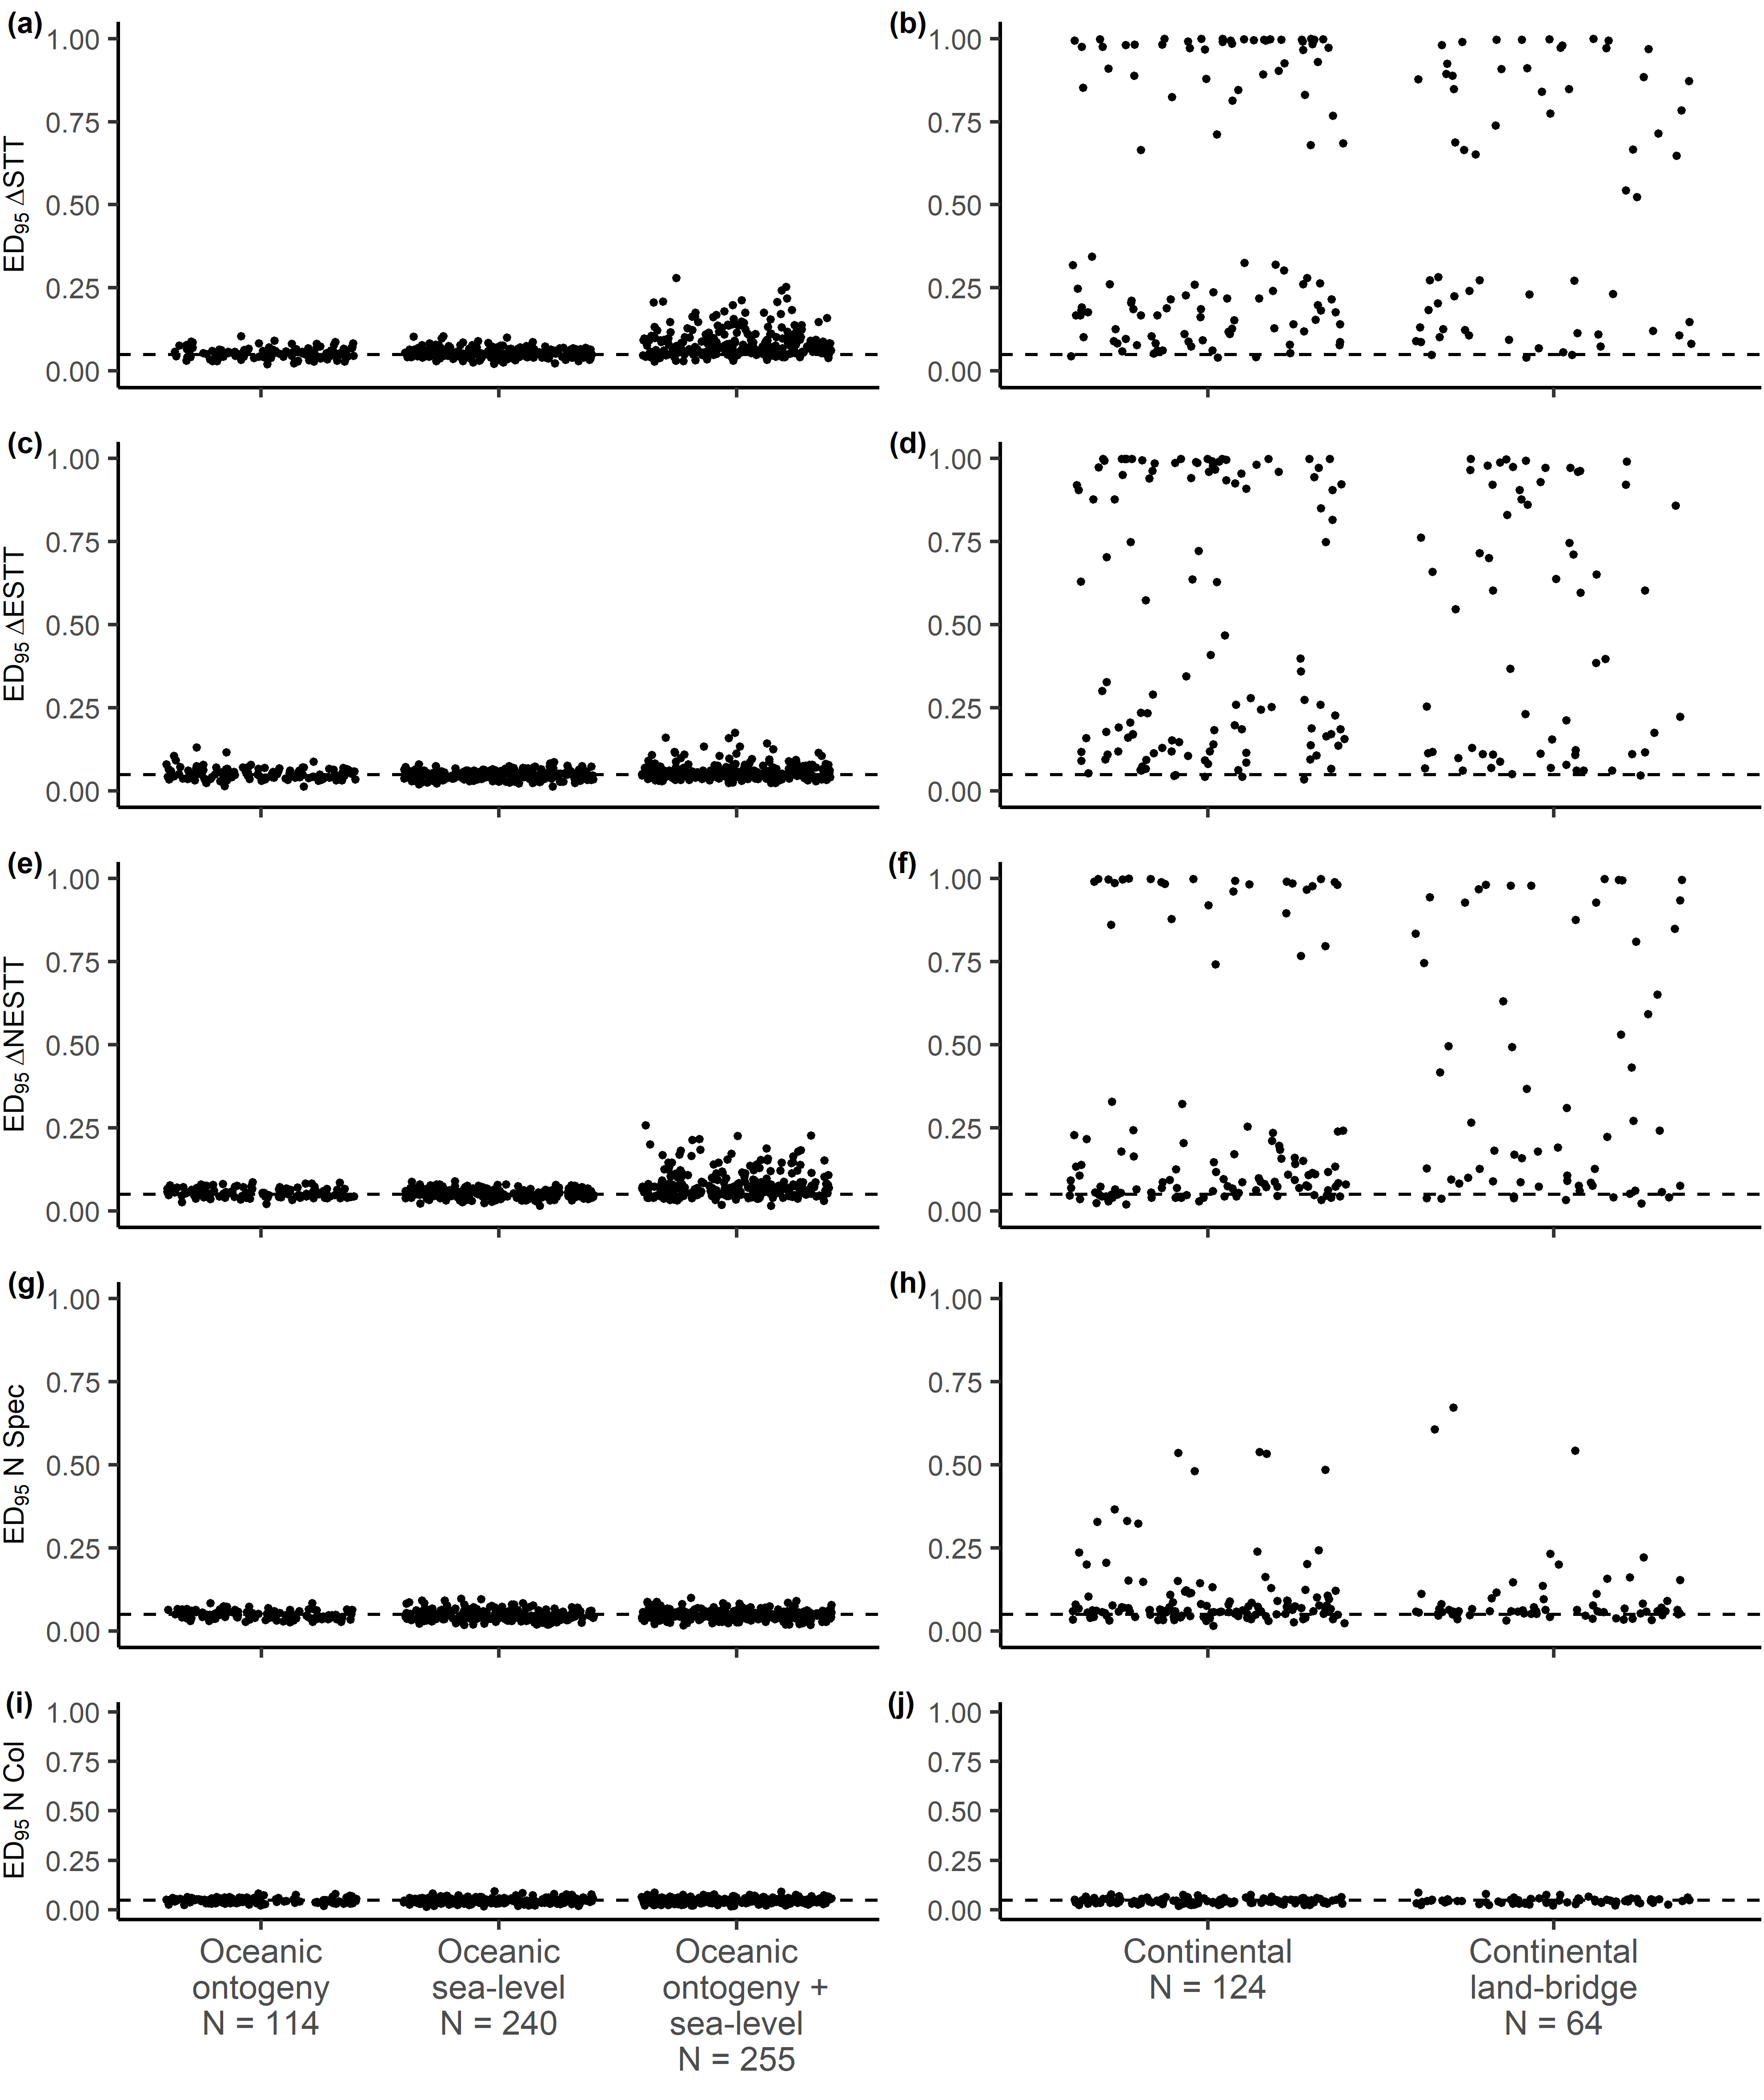 (a)
1.00
0.75
0.50
0.25
0.00
ED95 ΔSTT
(b)
1.00
0.75
0.50
0.25
0.00
(c)
1.00
0.75
0.50
0.25
0.00
ED95 ΔESTT
(d)
1.00
0.75
0.50
0.25
0.00
(e)
1.00
0.75
0.50
0.25
0.00
ED95 ΔNESTT
(f)
1.00
0.75
0.50
0.25
0.00
(g)
1.00
0.75
0.50
0.25
0.00
ED95 N Spec
(h)
1.00
0.75
0.50
0.25
0.00
(i)
1.00
0.75
0.50
0.25
0.00
ED95 N Col
(j)
1.00
0.75
0.50
0.25
0.00
Oceanic
ontogeny
N = 114
Oceanic
sea-level
N = 240
Oceanic
ontogeny +
sea-level
N = 255
Continental
N = 124
Continental
land-bridge
N = 64